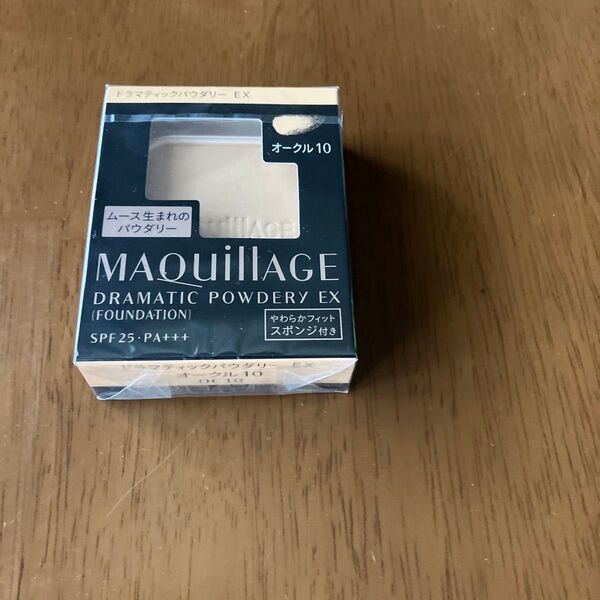 ドラマティックパウダリー EX
オークル10
ムース生まれの
パウダリー
MAQuillAGE
DRAMATIC POWDERY EX
(FOUNDATION)
SPF25・PA+++
やわらかフィット
スポンジ付き
ドラマティックパウダリー EX
オークル10
OC10